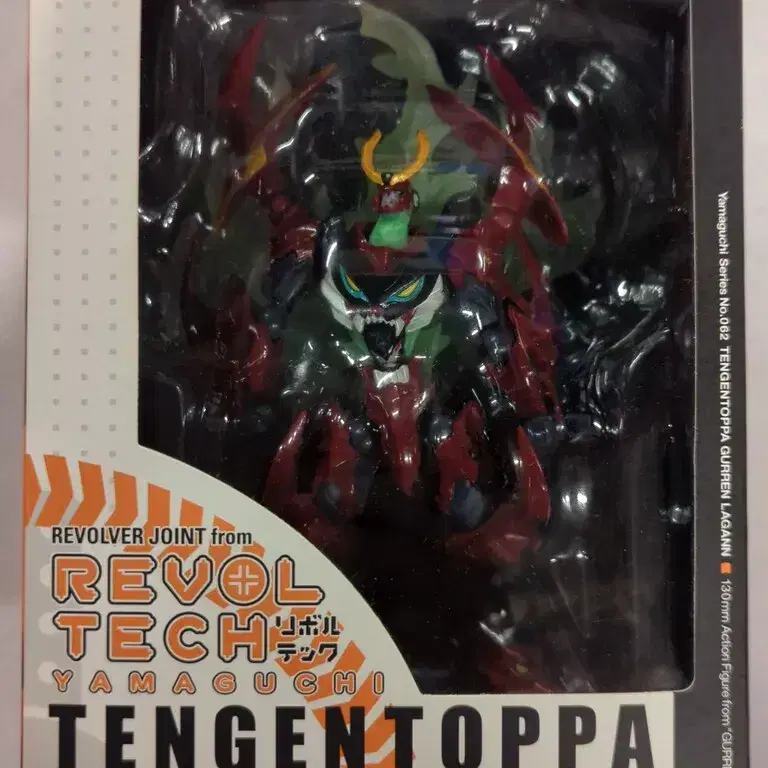 REVOLVER JOINT from
REVOL
TECH リボル
テック
YAMAGUCHI
TENGENTOPPA
Yamaguchi Series No.062 TENGENTOPPA GURREN LAGANN ■ 130mm Action Figure from "GURRE